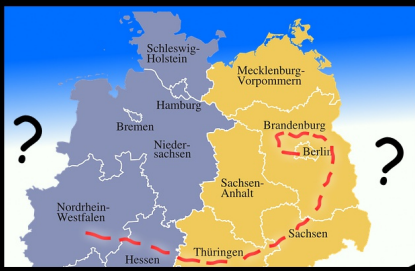 Schleswig-
Holstein
Mecklenburg-
Vorpommern
Hamburg
Bremen
Brandenburg
Nieder-
sachsen
Berlin
?
?
Sachsen-
Anhalt
Nordrhein-
Westfalen
Sachsen
Thüringen
Hessen